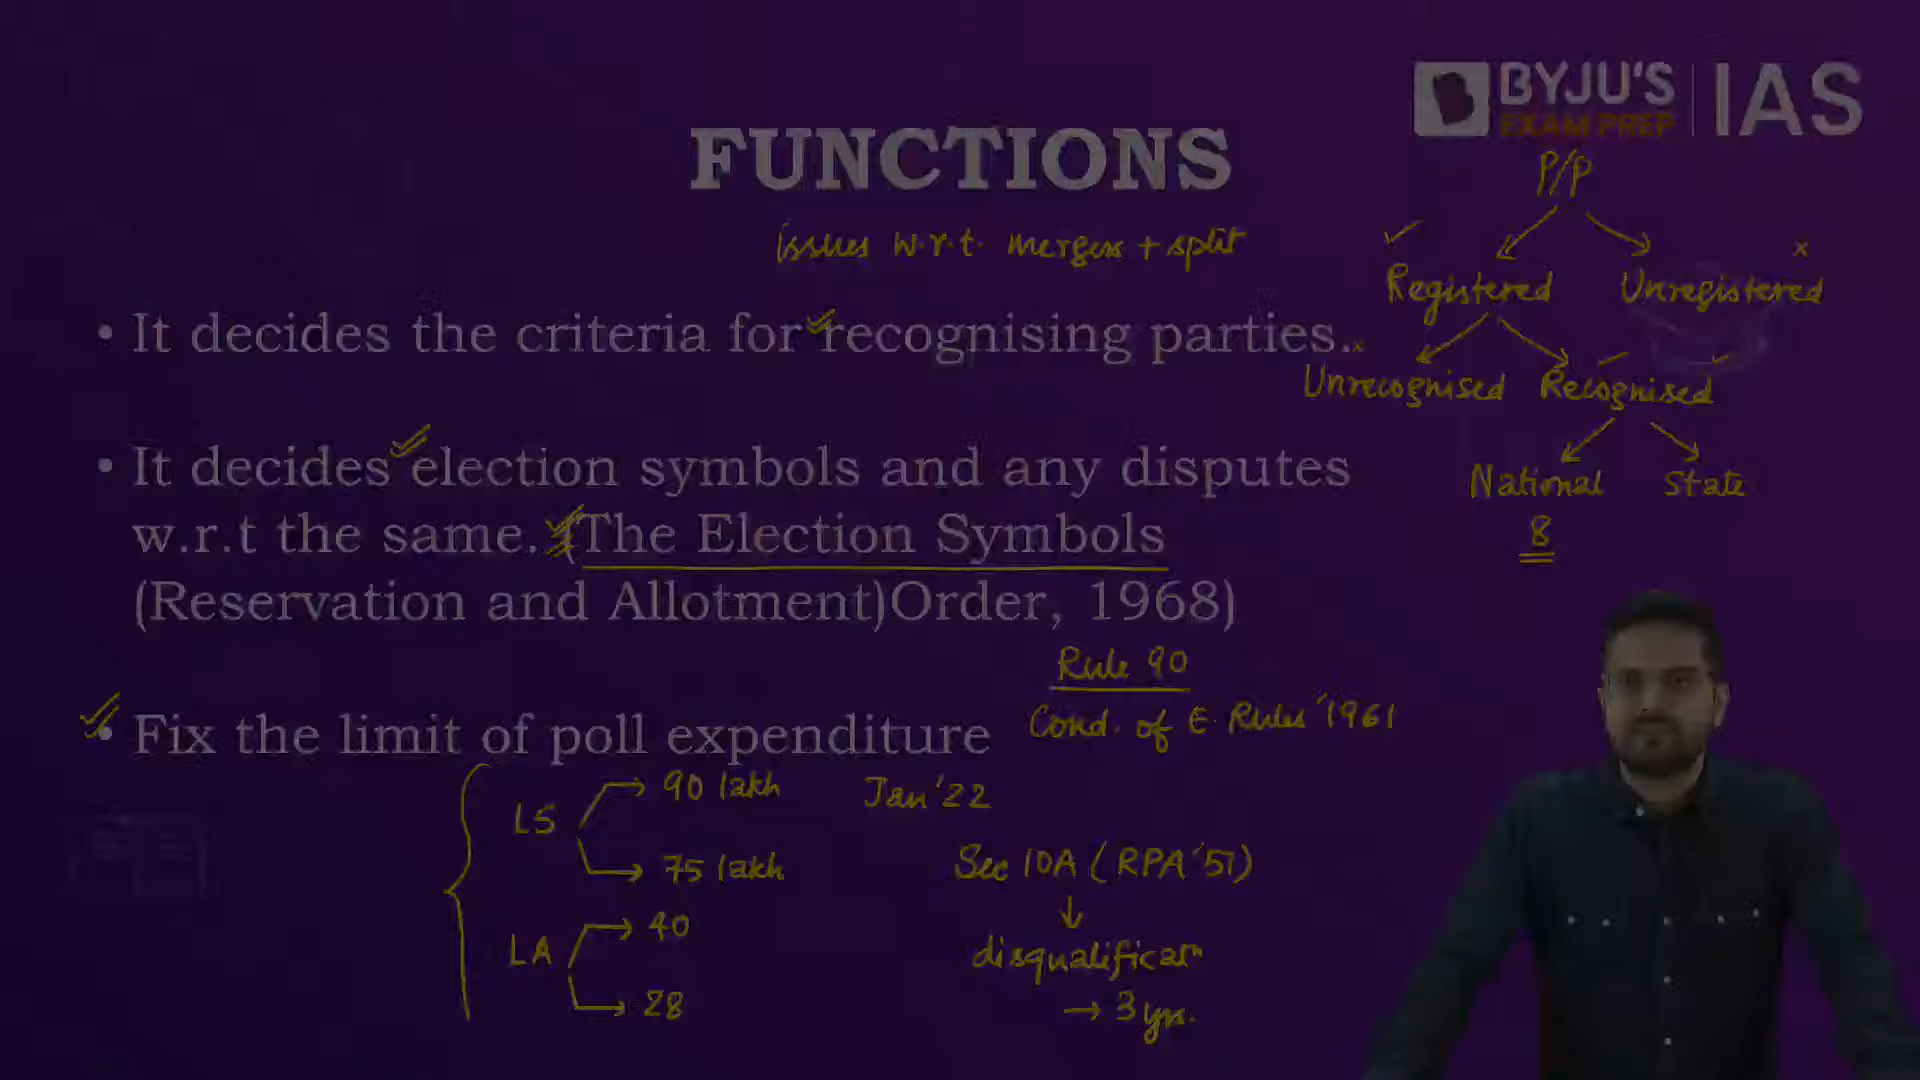 BYJU'S
EXAM PREP
IAS
FUNCTIONS
issues w.r.t. mergers + split
• It decides the criteria for recognising parties.
• It decides election symbols and any disputes
w.r.t the same. (The Election Symbols
(Reservation and Allotment)Order, 1968)
• Fix the limit of poll expenditure
Rule 90
Cond. of E. Rules '1961
LS
90 lakh
75 lakh
Jan '22
LA
40
28
Sec 10A (RPA '51)
disqualificatn
3 yrs.
P/P
Registered
Unregistered
Unrecognised
Recognised
National
State
8